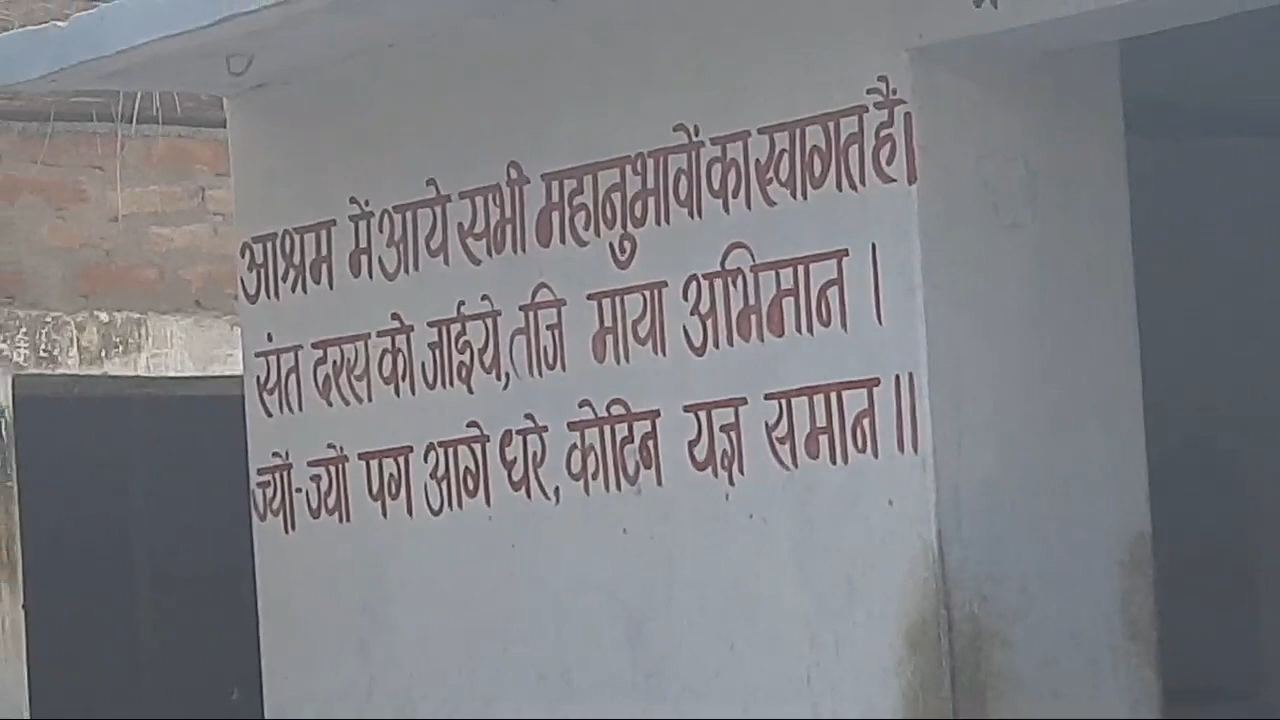 आश्रम में आये सभी महानुभावों का स्वागत हैं।
संत दरस को जाईये, तजि माया अभिमान ।
ज्यों-ज्यों पग आगे धरे, कोटिन यज्ञ समान ॥